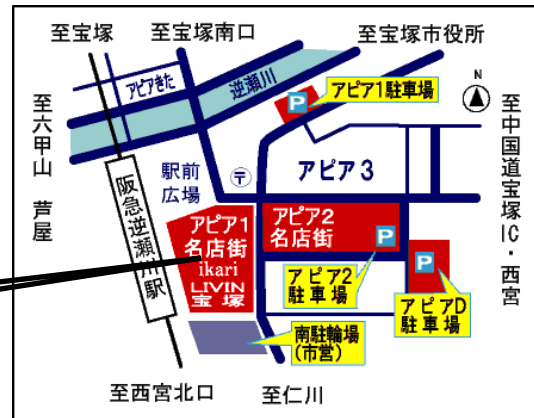 至宝塚
至宝塚南口
至宝塚市役所
アピアきた
逆瀬川
P
アピア1駐車場
N
至六甲山 芦屋
至中国道宝塚IC・西宮
駅前
広場
〒
アピア3
阪急逆瀬川駅
アピア1
名店街
ikari
LIVIN
宝塚
アピア2
名店街
P
P
アピア2
駐車場
アピアD
駐車場
南駐輪場
(市営)
至西宮北口
至仁川